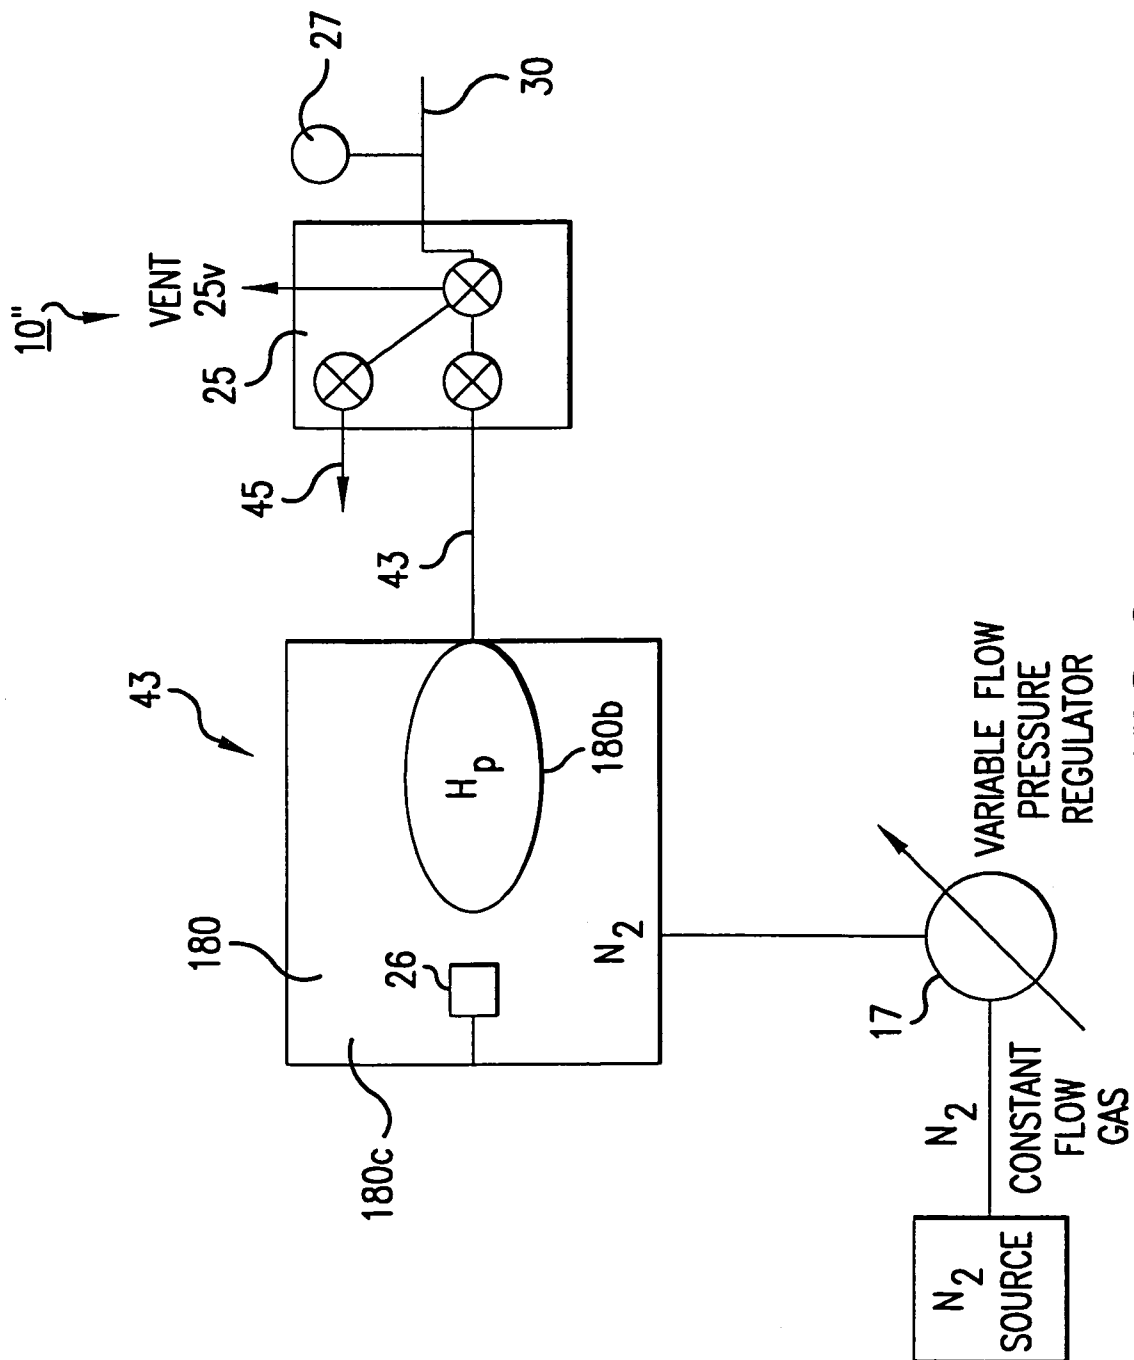 10"
VENT
25v
25
27
30
45
43
43
180
180c
26
Hp
180b
N2
17
VARIABLE FLOW
PRESSURE
REGULATOR
N2
CONSTANT
FLOW
GAS
N2
SOURCE